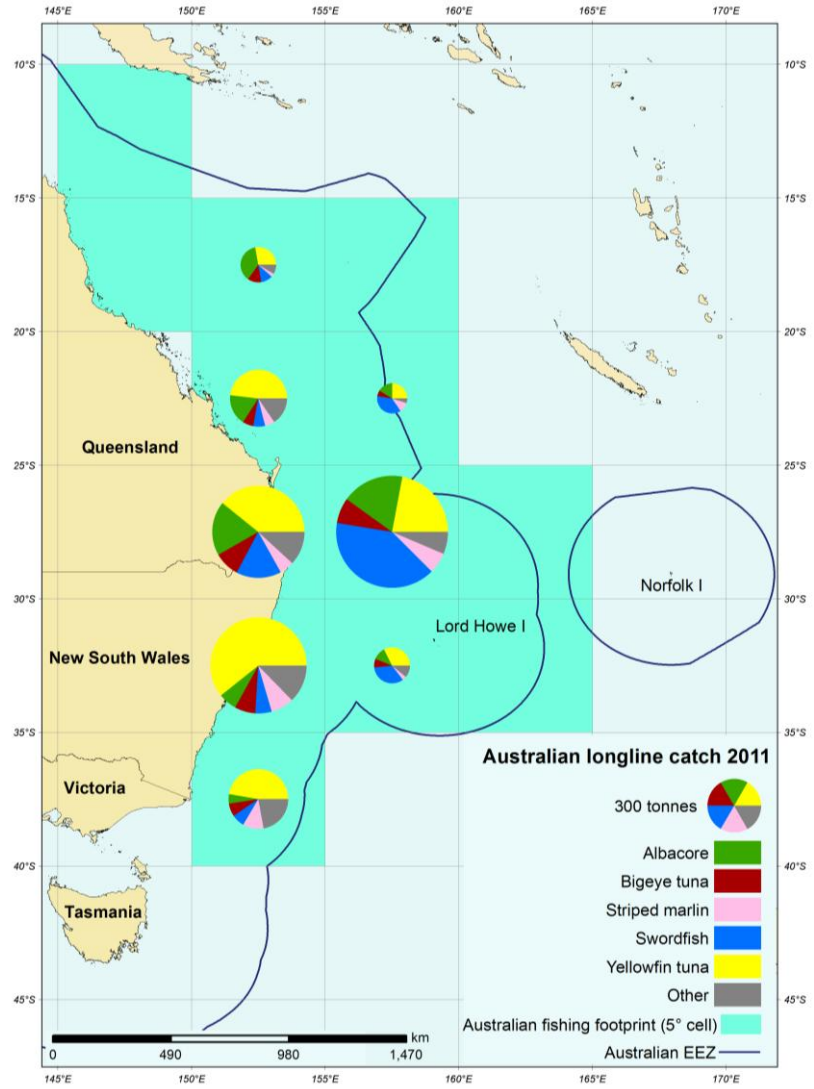 145°E 150°E 155°E 160°E 165°E 170°E
10°S 10°S
15°S 15°S
20°S 20°S
Queensland
25°S 25°S
Norfolk I
30°S 30°S
Lord Howe I
New South Wales
35°S 35°S
Australian longline catch 2011
Victoria
300 tonnes
Albacore
40°S 40°S
Bigeye tuna
Tasmania
Striped marlin
Swordfish
Yellowfin tuna
45°S 45°S
Other
Australian fishing footprint (5° cell)
km
0 490 980 1,470
Australian EEZ
145°E 150°E 155°E 160°E 165°E 170°E